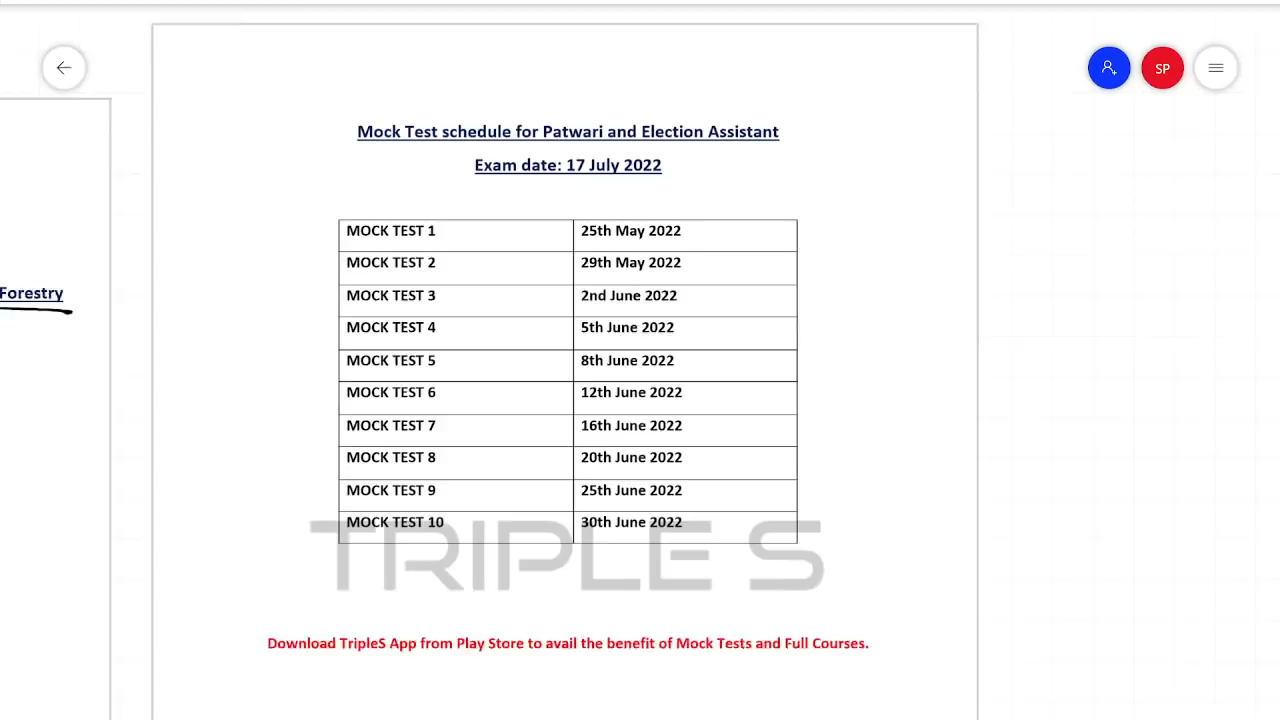 SP
Mock Test schedule for Patwari and Election Assistant
Exam date: 17 July 2022
Forestry
MOCK TEST 1 25th May 2022
MOCK TEST 2 29th May 2022
MOCK TEST 3 2nd June 2022
MOCK TEST 4 5th June 2022
MOCK TEST 5 8th June 2022
MOCK TEST 6 12th June 2022
MOCK TEST 7 16th June 2022
MOCK TEST 8 20th June 2022
MOCK TEST 9 25th June 2022
MOCK TEST 10 30th June 2022
TRIPLE S
Download TripleS App from Play Store to avail the benefit of Mock Tests and Full Courses.